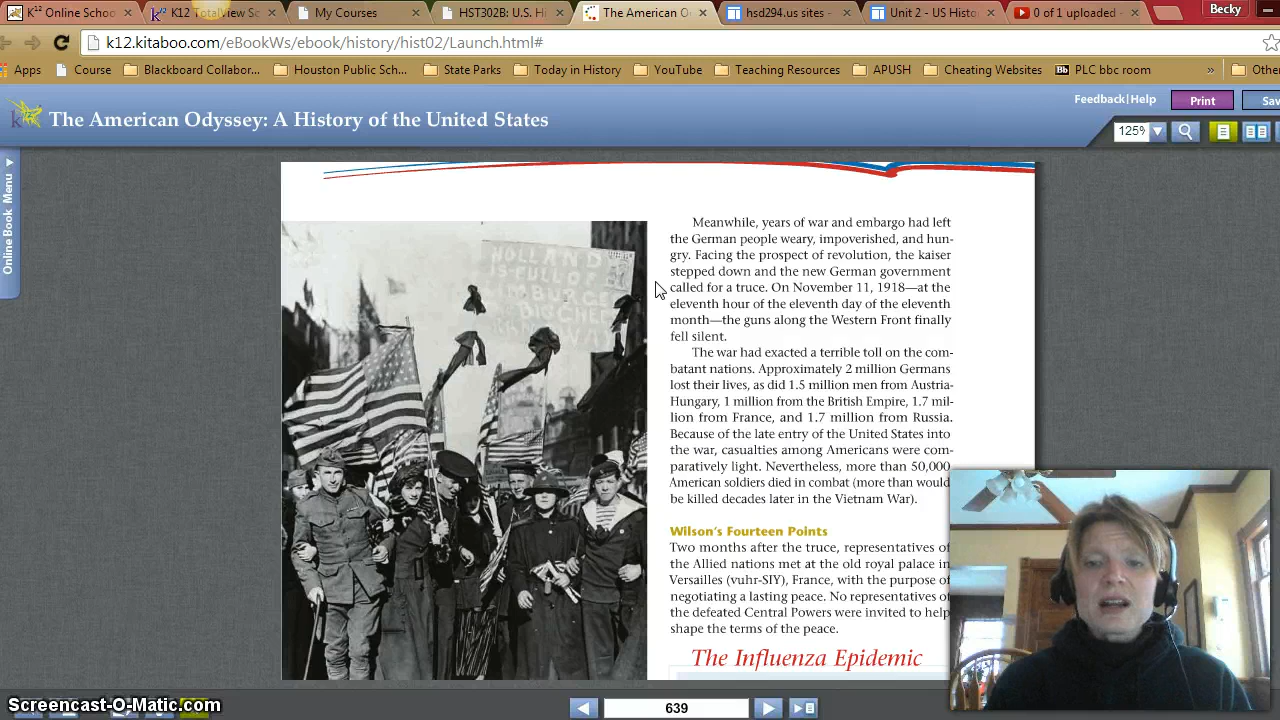 K¹² Online Schoo
K12 TotalView Sc
My Courses
HST302B: U.S. Hi
The American O
hsd294.us sites -
Unit 2 - US Histo
0 of 1 uploaded -
Becky
k12.kitaboo.com/eBookWs/ebook/history/hist02/Launch.html#
Apps
Course
Blackboard Collabor...
Houston Public Sch...
State Parks
Today in History
YouTube
Teaching Resources
APUSH
Cheating Websites
Bb PLC bbc room
»
Other
The American Odyssey: A History of the United States
Feedback|Help
Print
Sav
125%
Online Book Menu
HOLLAND
IS FULL OF
BIG CHEE
Meanwhile, years of war and embargo had left
the German people weary, impoverished, and hun-
gry. Facing the prospect of revolution, the kaiser
stepped down and the new German government
called for a truce. On November 11, 1918—at the
eleventh hour of the eleventh day of the eleventh
month—the guns along the Western Front finally
fell silent.
The war had exacted a terrible toll on the com-
batant nations. Approximately 2 million Germans
lost their lives, as did 1.5 million men from Austria-
Hungary, 1 million from the British Empire, 1.7 mil-
lion from France, and 1.7 million from Russia.
Because of the late entry of the United States into
the war, casualties among Americans were com-
paratively light. Nevertheless, more than 50,000
American soldiers died in combat (more than would
be killed decades later in the Vietnam War).
Wilson's Fourteen Points
Two months after the truce, representatives of
the Allied nations met at the old royal palace in
Versailles (vuhr-SIY), France, with the purpose of
negotiating a lasting peace. No representatives of
the defeated Central Powers were invited to help
shape the terms of the peace.
The Influenza Epidemic
639
Screencast-O-Matic.com